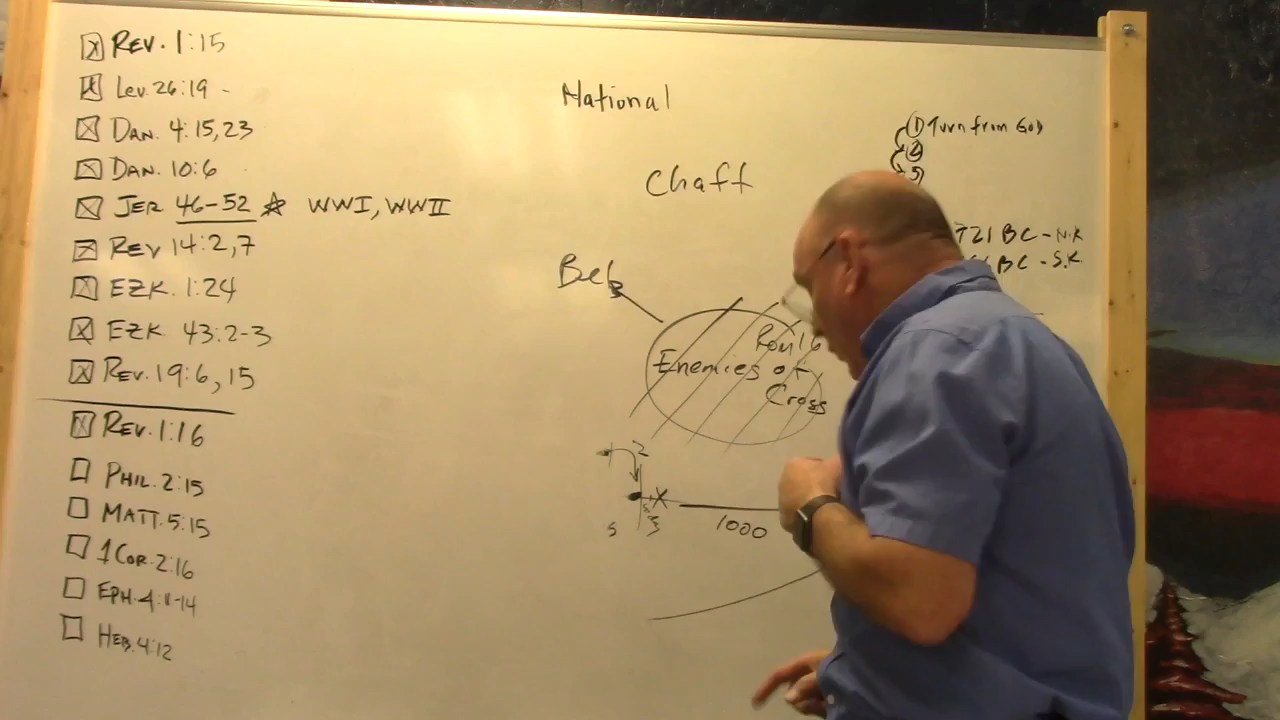 Rev. 1:15
Lev. 26:19 -
Dan. 4:15,23
Dan. 10:6
Jer 46-52 ☆ WWI, WWII
Rev 14:2,7
Ezk. 1:24
Ezk 43:2-3
Rev. 19:6, 15
Rev. 1:16
Phil. 2:15
Matt. 5:15
1 Cor. 2:16
Eph. 4:11-14
Heb. 4:12
National
Chaff
① Turn from God
②
721 BC - N.K
BC - S.K
Rom 16
Enemies of
Cross
2
1000